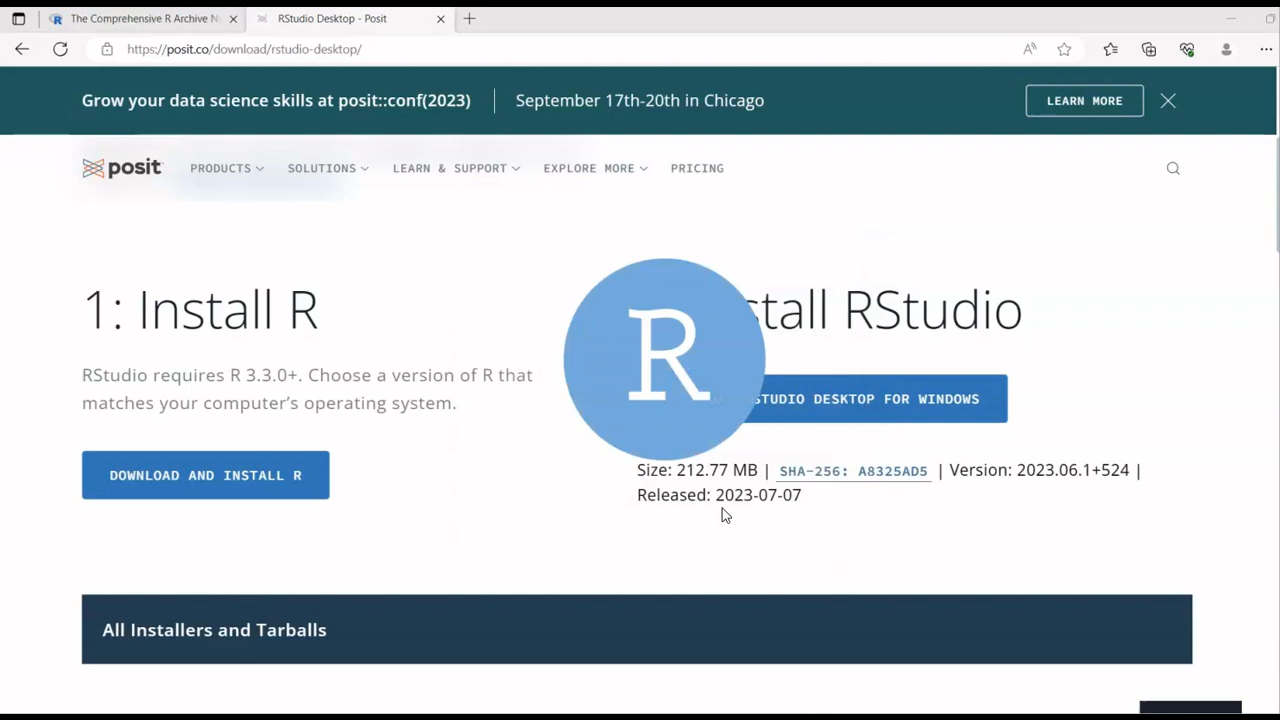 The Comprehensive R Archive N
RStudio Desktop - Posit
https://posit.co/download/rstudio-desktop/
Grow your data science skills at posit::conf(2023)
September 17th-20th in Chicago
LEARN MORE
posit
PRODUCTS
SOLUTIONS
LEARN & SUPPORT
EXPLORE MORE
PRICING
1: Install R
RStudio requires R 3.3.0+. Choose a version of R that
matches your computer’s operating system.
DOWNLOAD AND INSTALL R
R
stall RStudio
STUDIO DESKTOP FOR WINDOWS
Size: 212.77 MB | SHA-256: A8325AD5 | Version: 2023.06.1+524 |
Released: 2023-07-07
All Installers and Tarballs